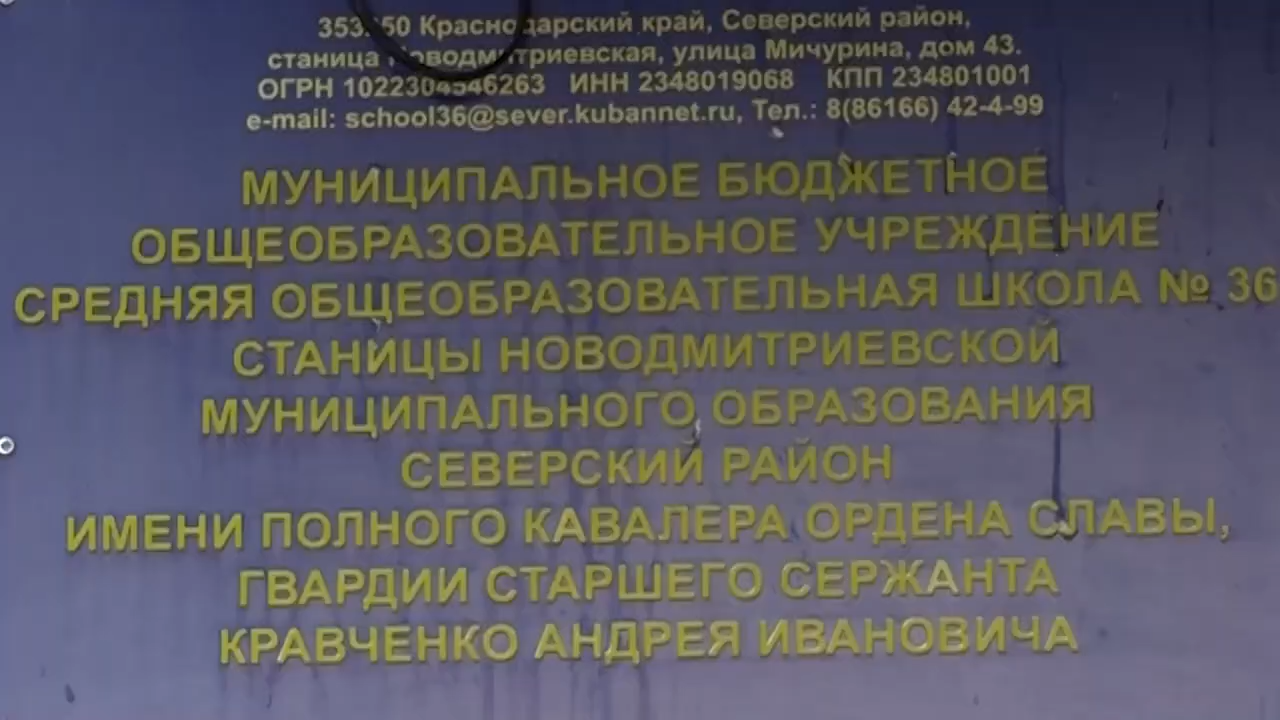 Краснодарский край, Северский район,
станица улица Мичурина, дом 43.
ОГРН 1022304546263 ИНН 2348019068 КПП 234801001
e-mail: school36@sever.kubannet.ru, Тел.: 8(86166) 42-4-99
МУНИЦИПАЛЬНОЕ БЮДЖЕТНОЕ
ОБЩЕОБРАЗОВАТЕЛЬНОЕ УЧРЕЖДЕНИЕ
СРЕДНЯЯ ОБЩЕОБРАЗОВАТЕЛЬНАЯ ШКОЛА № 36
СТАНИЦЫ НОВОДМИТРИЕВСКОЙ
МУНИЦИПАЛЬНОГО ОБРАЗОВАНИЯ
СЕВЕРСКИЙ РАЙОН
ИМЕНИ ПОЛНОГО КАВАЛЕРА ОРДЕНА СЛАВЫ,
ГВАРДИИ СТАРШЕГО СЕРЖАНТА
КРАВЧЕНКО АНДРЕЯ ИВАНОВИЧА